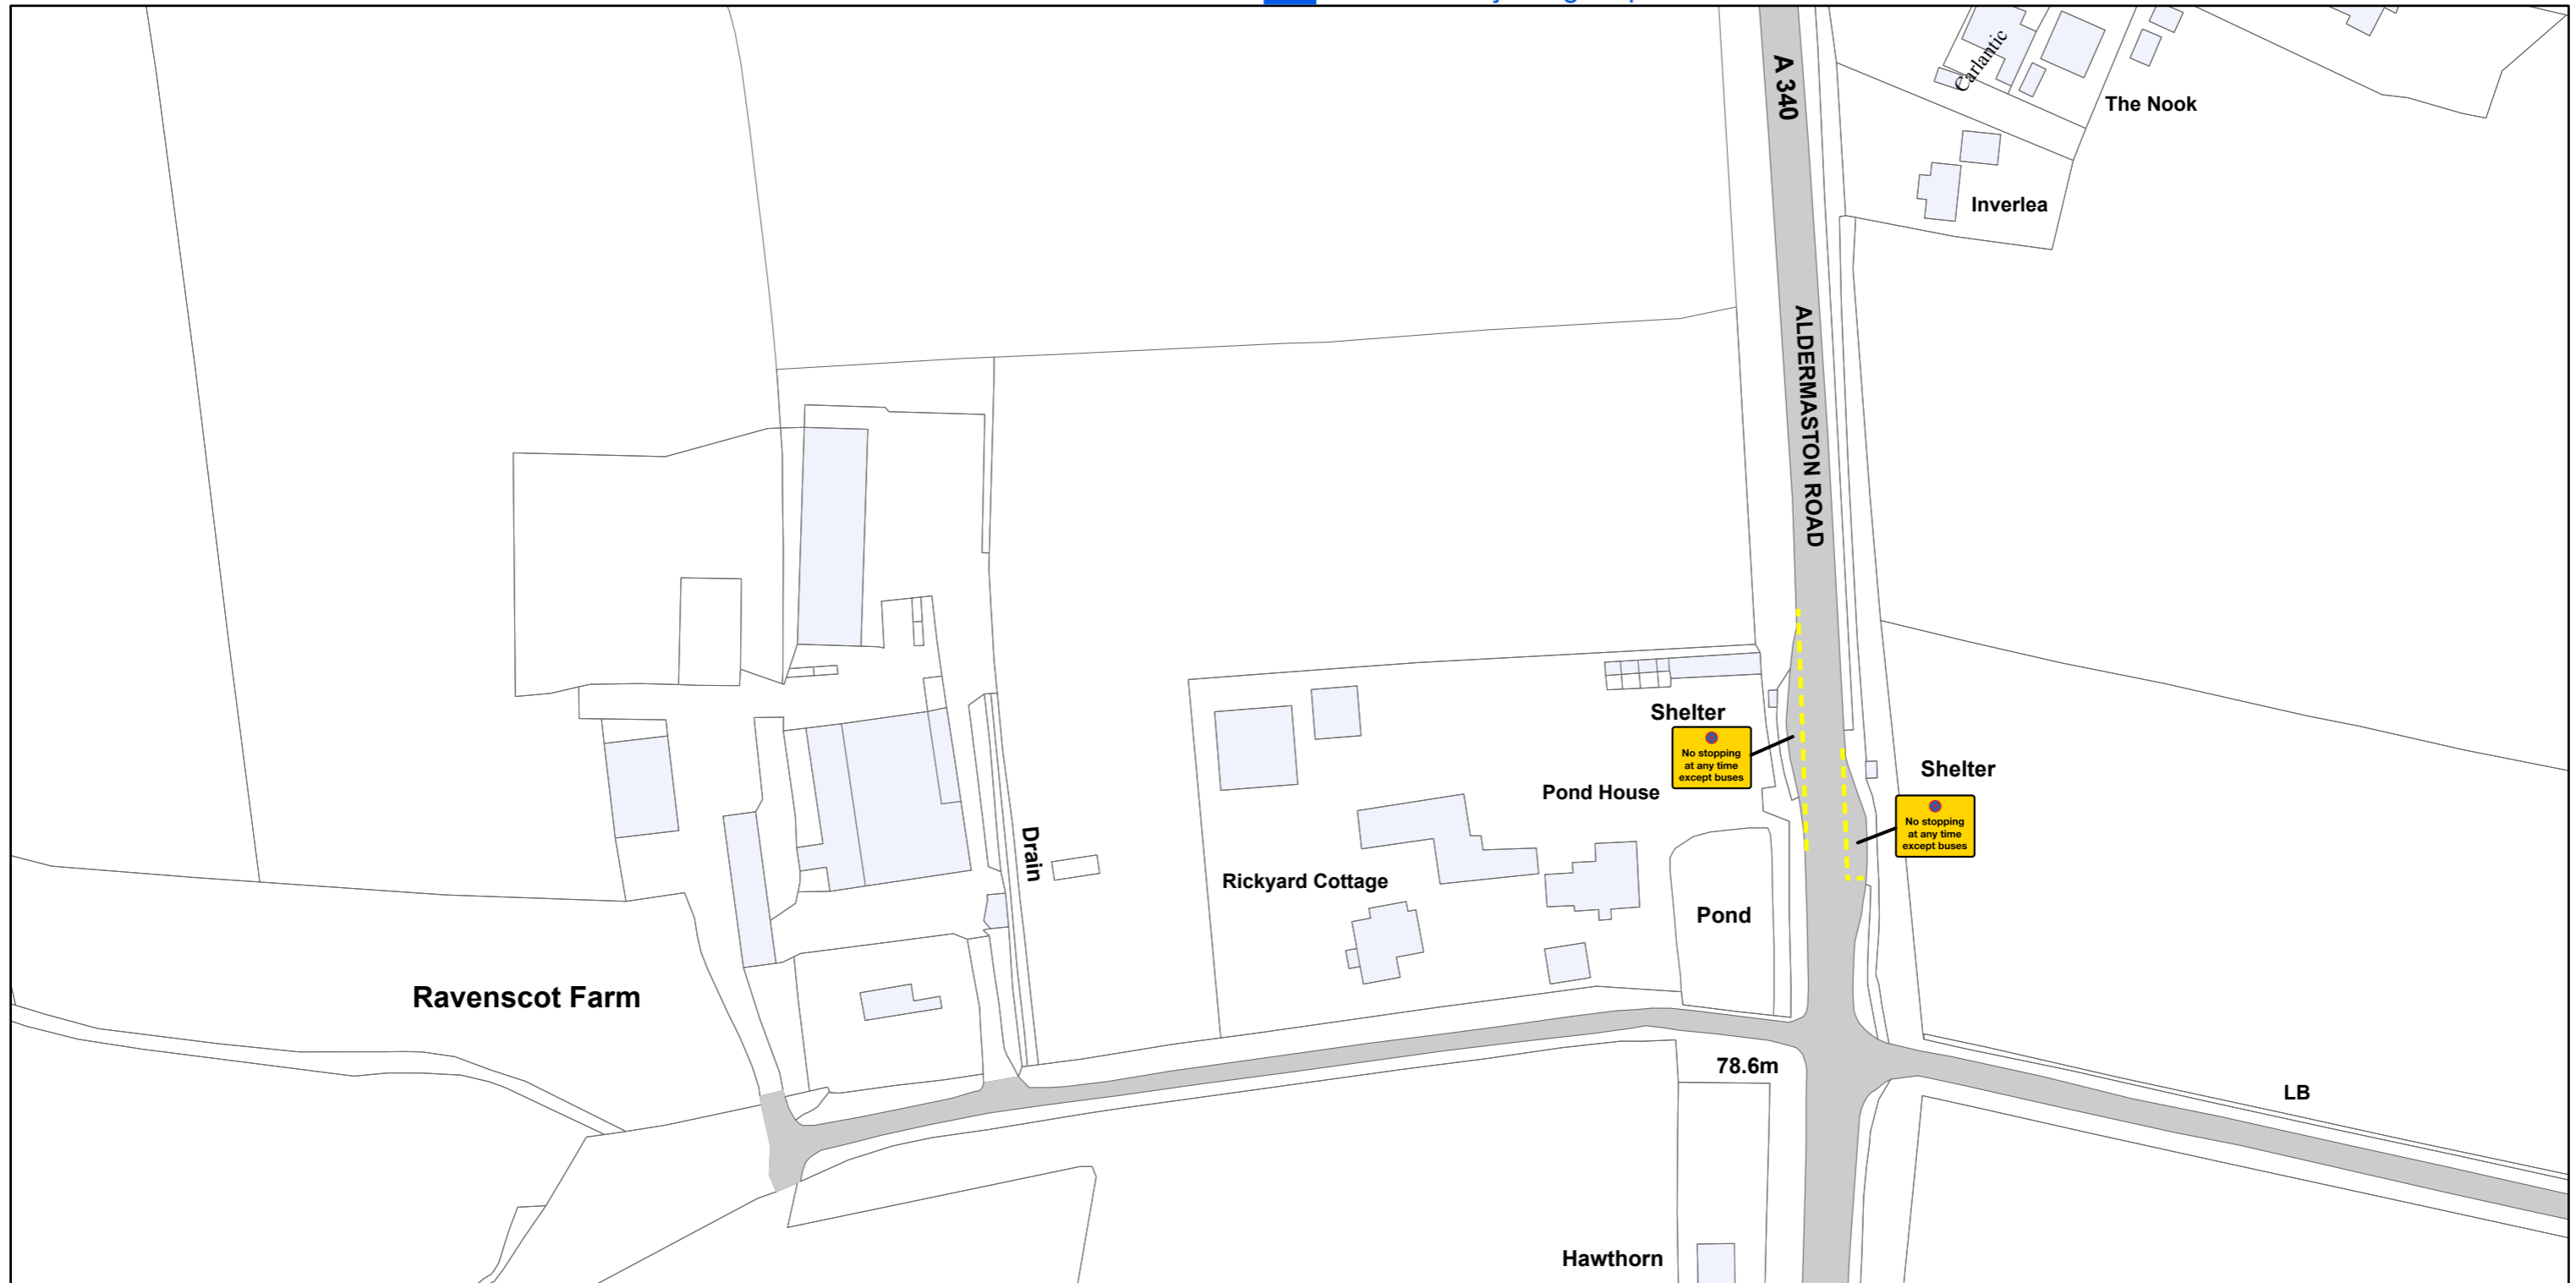 A 340
Carlantic
The Nook
Inverlea
ALDERMASTON ROAD
Shelter
No stopping
at any time
except buses
Shelter
No stopping
at any time
except buses
Pond House
Drain
Rickyard Cottage
Pond
Ravenscot Farm
78.6m
LB
Hawthorn